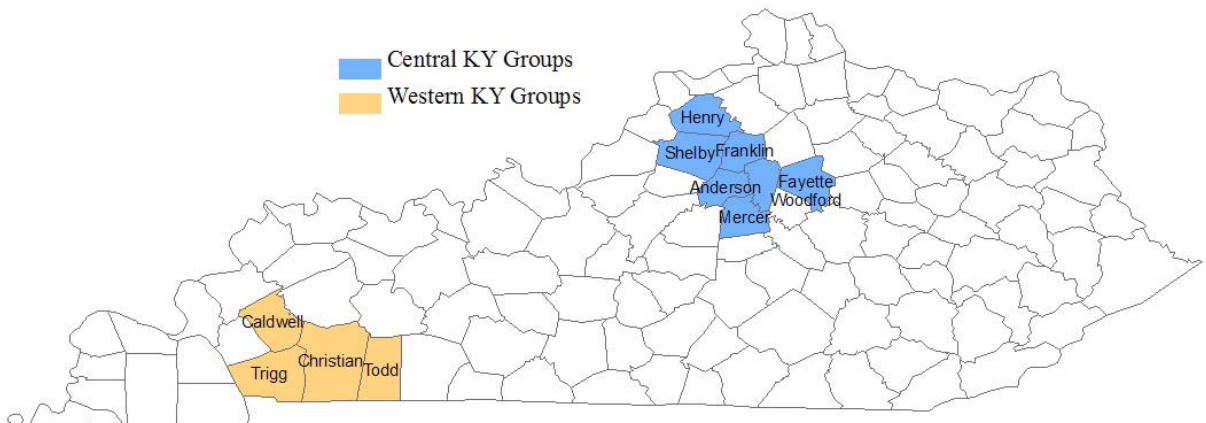 Central KY Groups
Western KY Groups
Henry
Shelby Franklin
Anderson Fayette
Woodford
Mercer
Caldwell
Christian
Trigg Todd